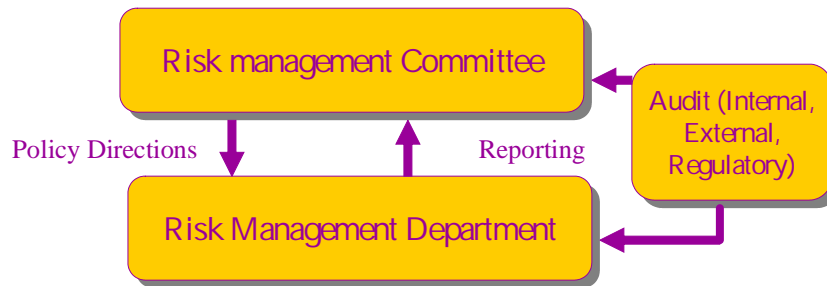 Risk management Committee
Audit (Internal,
External,
Regulatory)
Policy Directions
Reporting
Risk Management Department